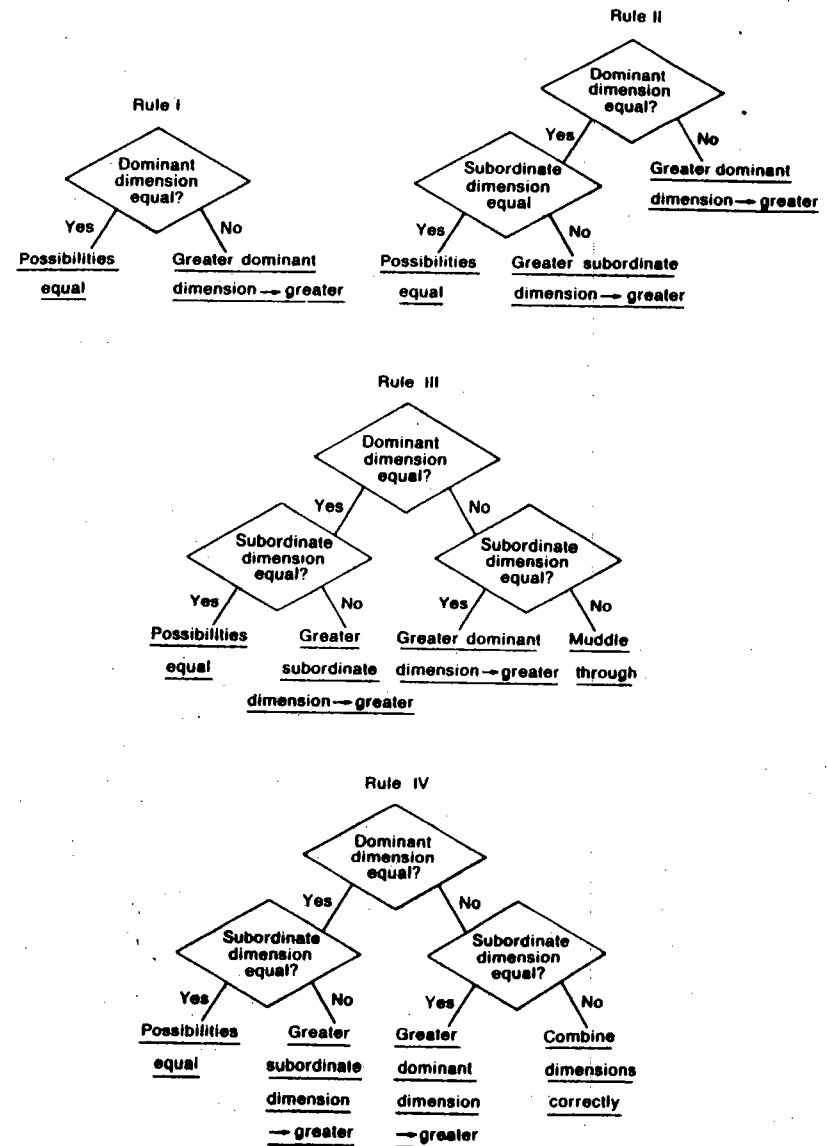 Rule I
Dominant
dimension
equal?
Yes
No
Possibilities
equal
Greater dominant
dimension → greater
Rule II
Dominant
dimension
equal?
Yes
No
Subordinate
dimension
equal
Greater dominant
dimension → greater
Yes
No
Possibilities
equal
Greater subordinate
dimension → greater
Rule III
Dominant
dimension
equal?
Yes
No
Subordinate
dimension
equal?
Subordinate
dimension
equal?
Yes
No
Yes
No
Possibilities
equal
Greater
subordinate
dimension → greater
Greater dominant
dimension → greater
Muddle
through
Rule IV
Dominant
dimension
equal?
Yes
No
Subordinate
dimension
equal?
Subordinate
dimension
equal?
Yes
No
Yes
No
Possibilities
equal
Greater
subordinate
dimension
→ greater
Greater
dominant
dimension
→ greater
Combine
dimensions
correctly